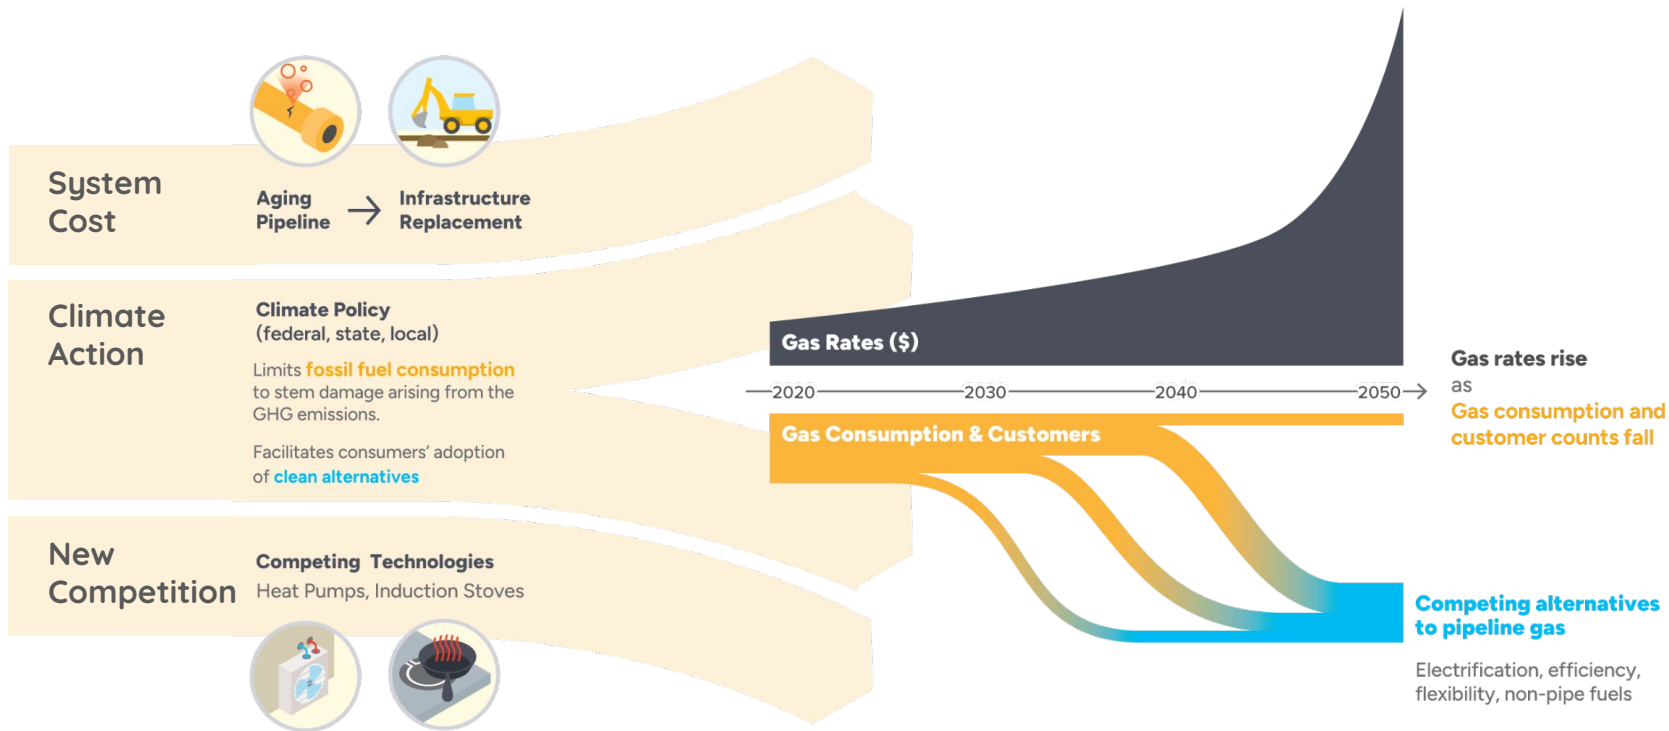 System
Cost
Aging
Pipeline
Infrastructure
Replacement
Climate
Action
Climate Policy
(federal, state, local)
Limits fossil fuel consumption
to stem damage arising from the
GHG emissions.
Facilitates consumers' adoption
of clean alternatives
New
Competition
Competing Technologies
Heat Pumps, Induction Stoves
Gas Rates ($)
2020 2030 2040 2050
Gas Consumption & Customers
Gas rates rise
as
Gas consumption and
customer counts fall
Competing alternatives
to pipeline gas
Electrification, efficiency,
flexibility, non-pipe fuels